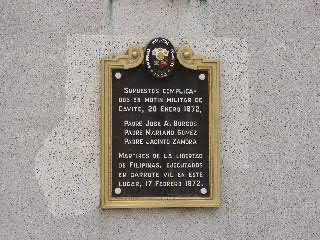 Supuestos complica-
dos en motin militar de
Cavite, 20 Enero 1872,
Padre Jose A. Burgos
Padre Mariano Gomez
Padre Jacinto Zamora
Martires de la libertad
de Filipinas, ejecutados
en garrote vil en este
lugar, 17 Febrero 1872.